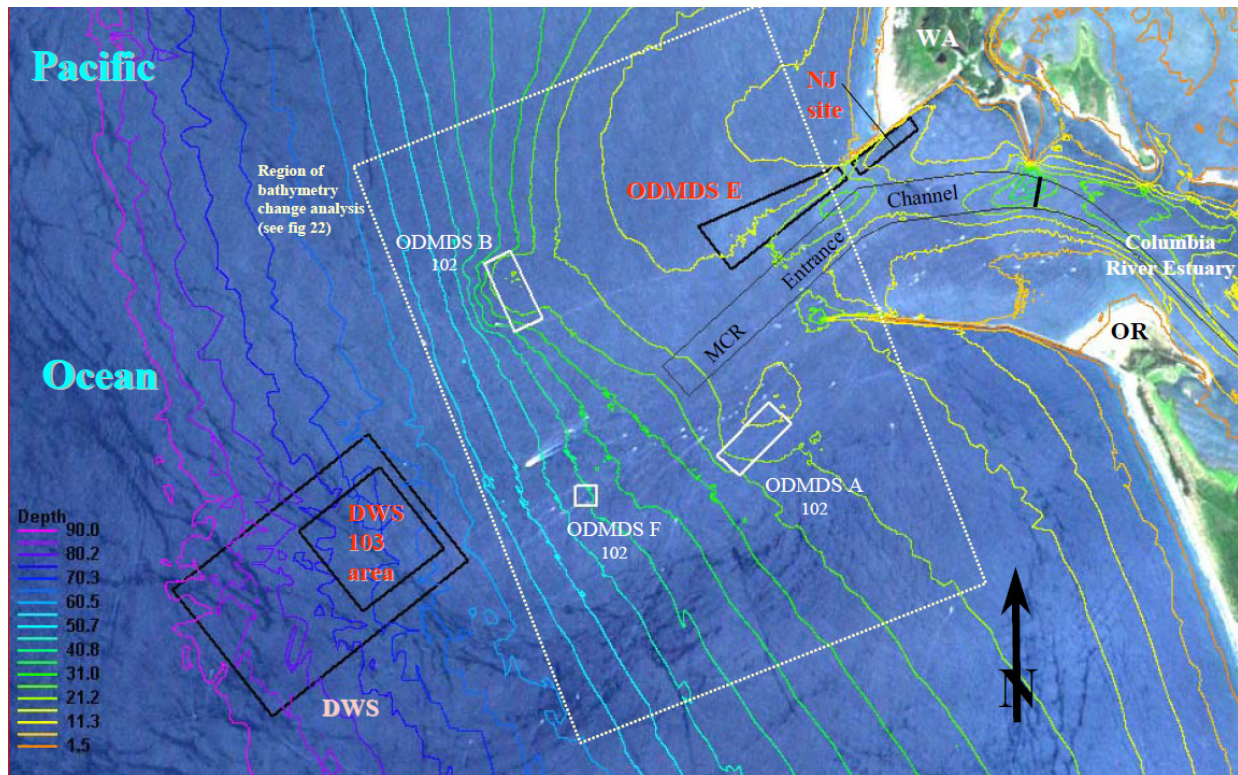 Pacific
Ocean
WA
NJ
site
Region of
bathymetry
change analysis
(see fig 22)
ODMDS E
ODMDS B
102
Channel
Entrance
MCR
Columbia
River Estuary
OR
ODMDS A
102
ODMDS F
102
DWS
103
area
DWS
Depth
90.0
80.2
70.3
60.5
50.7
40.8
31.0
21.2
11.3
1.5
N